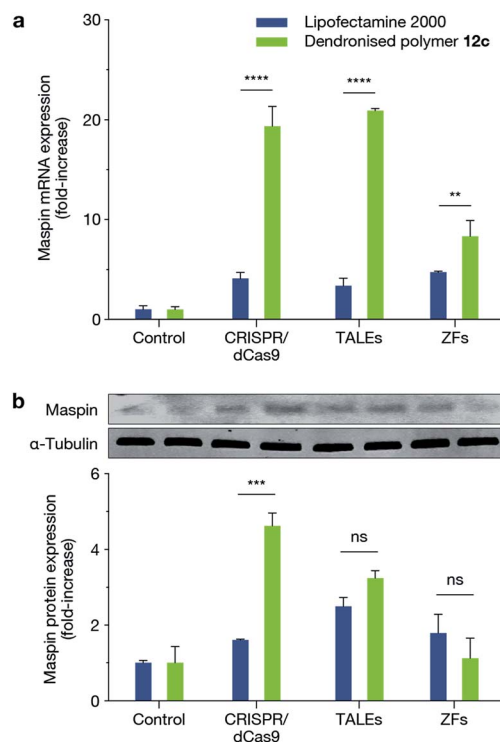 a
Lipofectamine 2000
Dendronised polymer 12c
Maspin mRNA expression
(fold-increase)
30
20
10
0
****
****
**
Control
CRISPR/
dCas9
TALEs
ZFs
b
Maspin
α-Tubulin
Maspin protein expression
(fold-increase)
6
4
2
0
***
ns
ns
Control
CRISPR/
dCas9
TALEs
ZFs